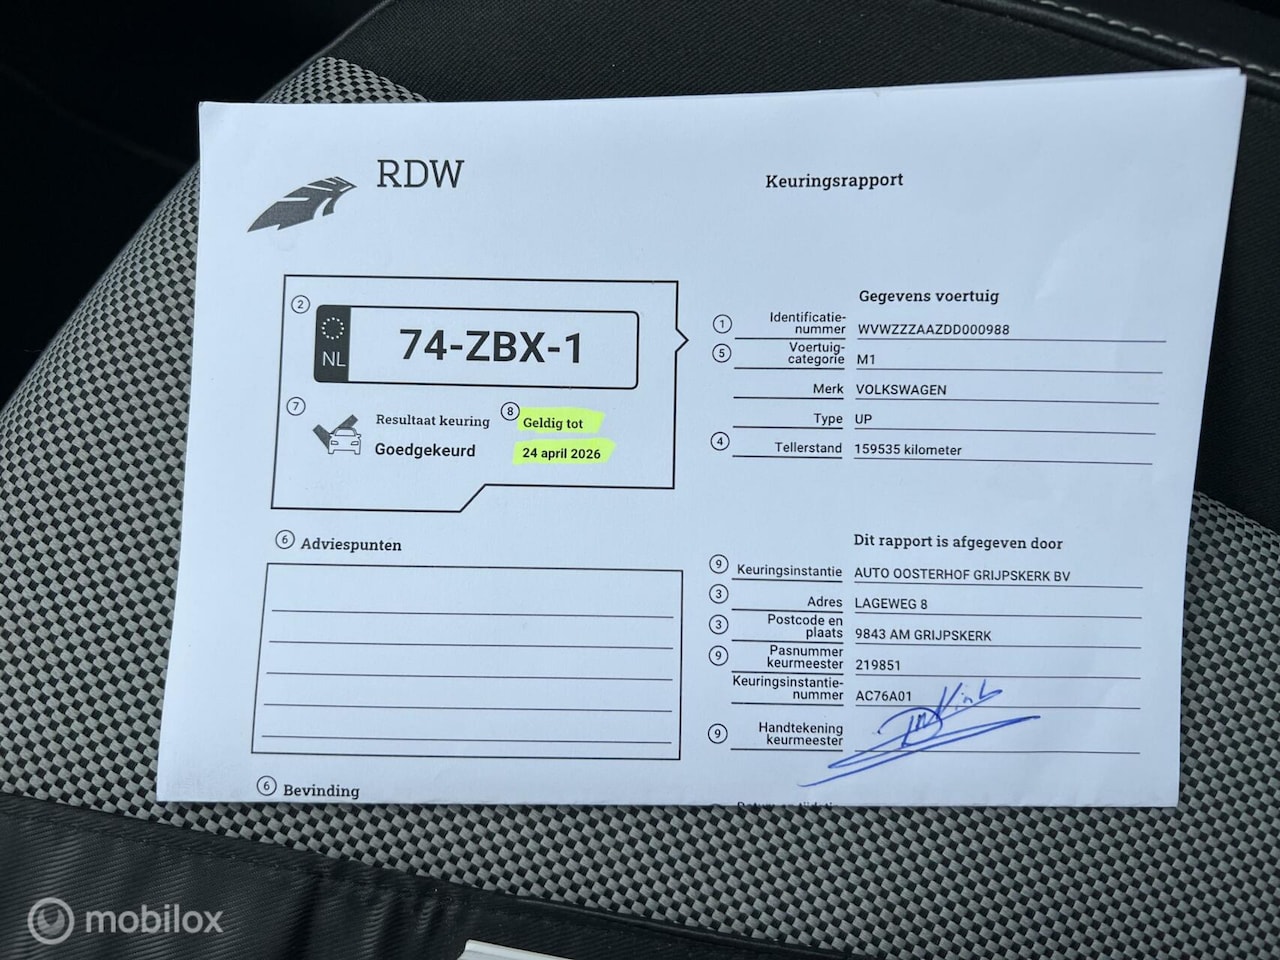 RDW
Keuringsrapport
2
NL
74-ZBX-1
7
Resultaat keuring
Goedgekeurd
8
Geldig tot
24 april 2026
Gegevens voertuig
1 Identificatie-
nummer WVWZZZAAZDD000988
5 Voertuig-
categorie M1
Merk VOLKSWAGEN
Type UP
4 Tellerstand 159535 kilometer
6 Adviespunten
Dit rapport is afgegeven door
9 Keuringsinstantie AUTO OOSTERHOF GRIJPSKERK BV
3 Adres LAGEWEG 8
3 Postcode en
plaats 9843 AM GRIJPSKERK
9 Pasnummer
keurmeester 219851
Keuringsinstantie-
nummer AC76A01
9 Handtekening
keurmeester
6 Bevinding
mobilox